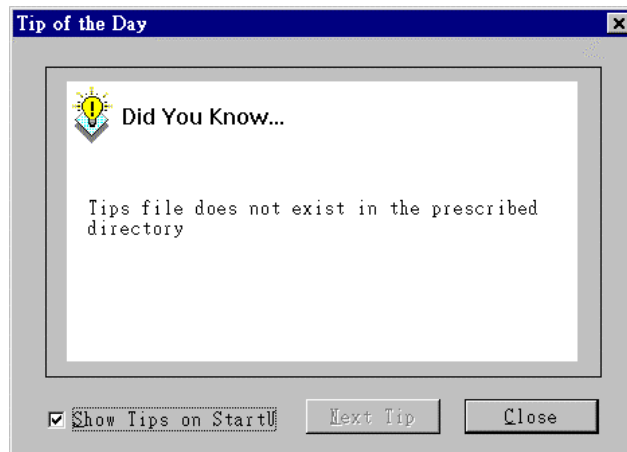 Tip of the Day
Did You Know...
Tips file does not exist in the prescribed
directory
Show Tips on StartU
Next Tip
Close